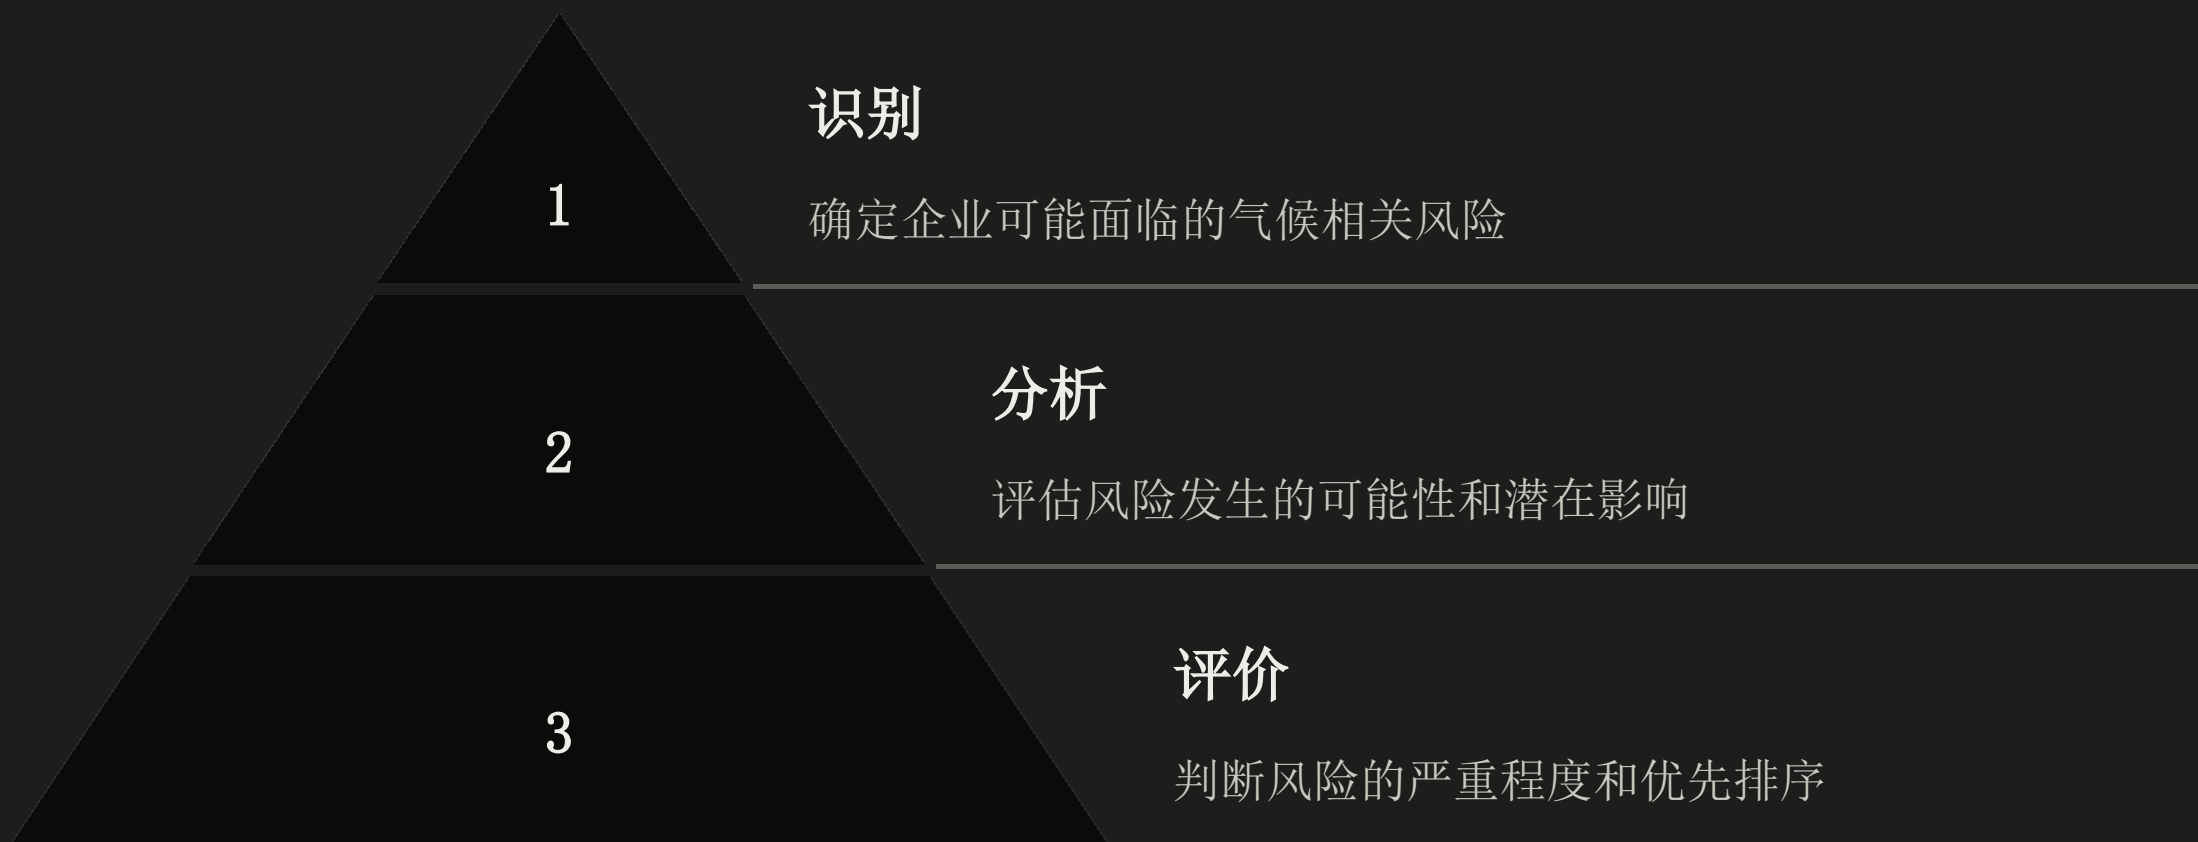 1
识别
确定企业可能面临的气候相关风险
2
分析
评估风险发生的可能性和潜在影响
3
评价
判断风险的严重程度和优先排序